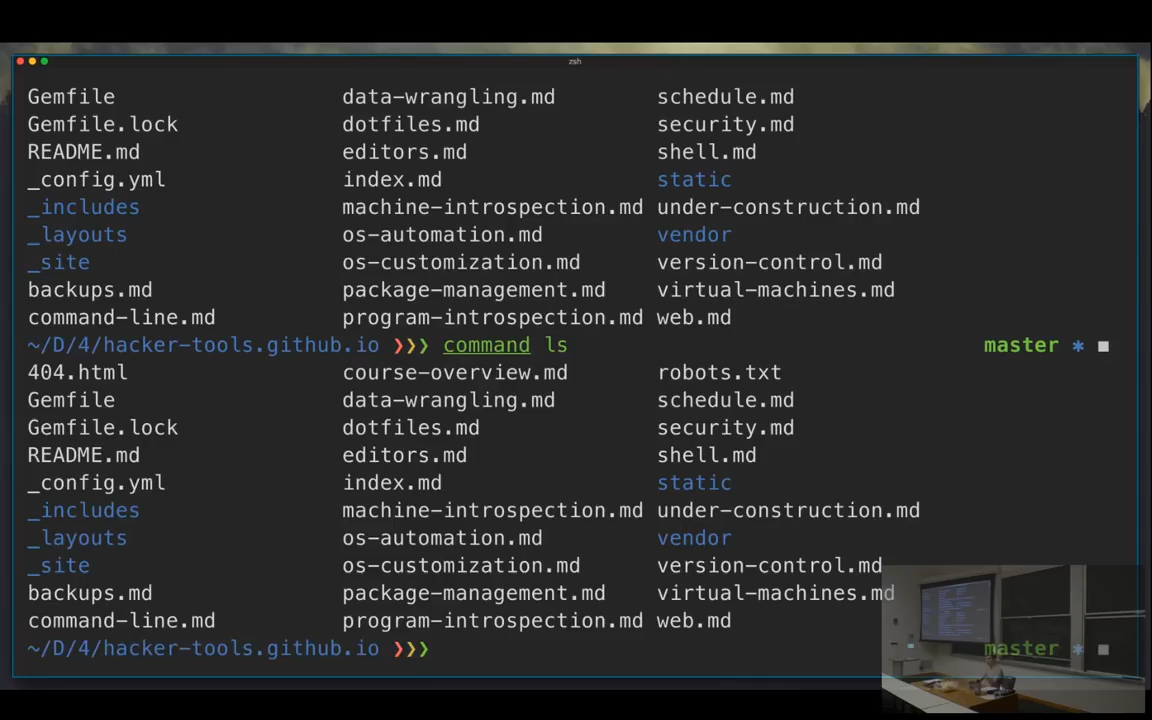 zsh
Gemfile data-wrangling.md schedule.md
Gemfile.lock dotfiles.md security.md
README.md editors.md shell.md
_config.yml index.md static
_includes machine-introspection.md under-construction.md
_layouts os-automation.md vendor
_site os-customization.md version-control.md
backups.md package-management.md virtual-machines.md
command-line.md program-introspection.md web.md
~/D/4/hacker-tools.github.io ❯❯❯ command ls master ✱ ◼
404.html course-overview.md robots.txt
Gemfile data-wrangling.md schedule.md
Gemfile.lock dotfiles.md security.md
README.md editors.md shell.md
_config.yml index.md static
_includes machine-introspection.md under-construction.md
_layouts os-automation.md vendor
_site os-customization.md version-control.md
backups.md package-management.md virtual-machines.md
command-line.md program-introspection.md web.md
~/D/4/hacker-tools.github.io ❯❯❯ master ✱ ◼